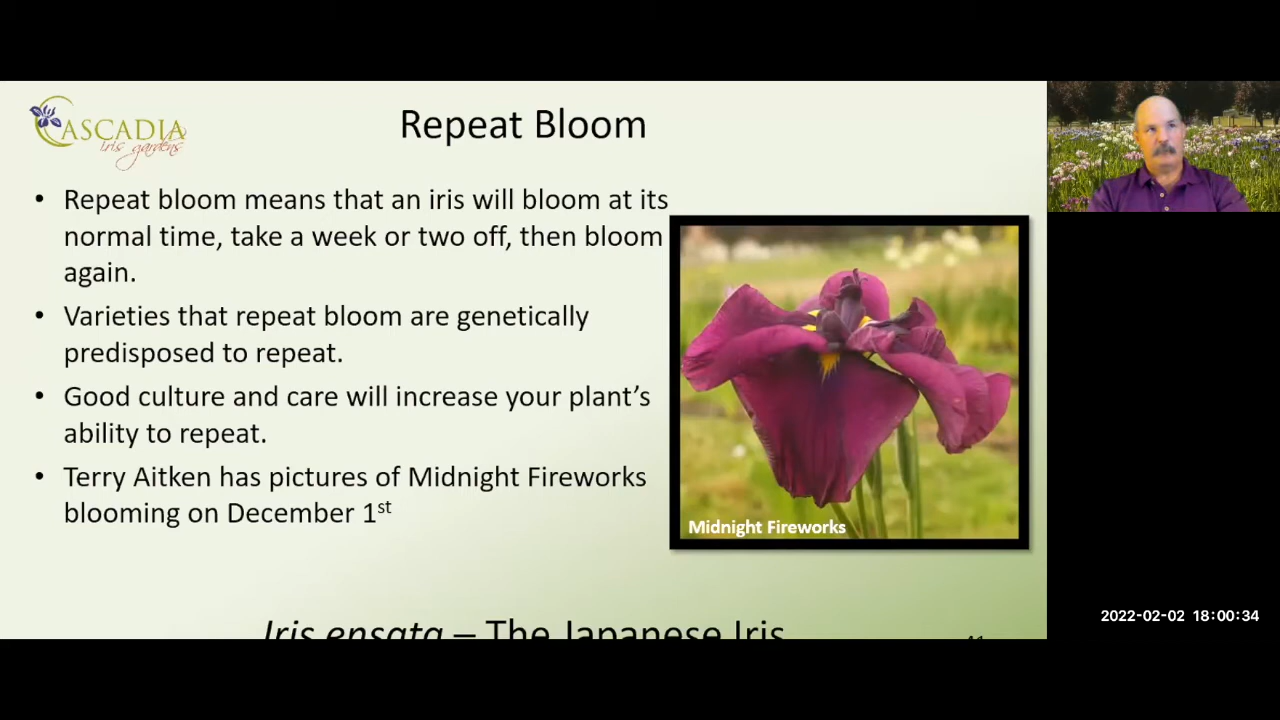 CASCADIA
iris gardens
Repeat Bloom
• Repeat bloom means that an iris will bloom at its
normal time, take a week or two off, then bloom
again.
• Varieties that repeat bloom are genetically
predisposed to repeat.
• Good culture and care will increase your plant's
ability to repeat.
• Terry Aitken has pictures of Midnight Fireworks
blooming on December 1st
Midnight Fireworks
Iris ensata – The Japanese Iris
2022-02-02 18:00:34